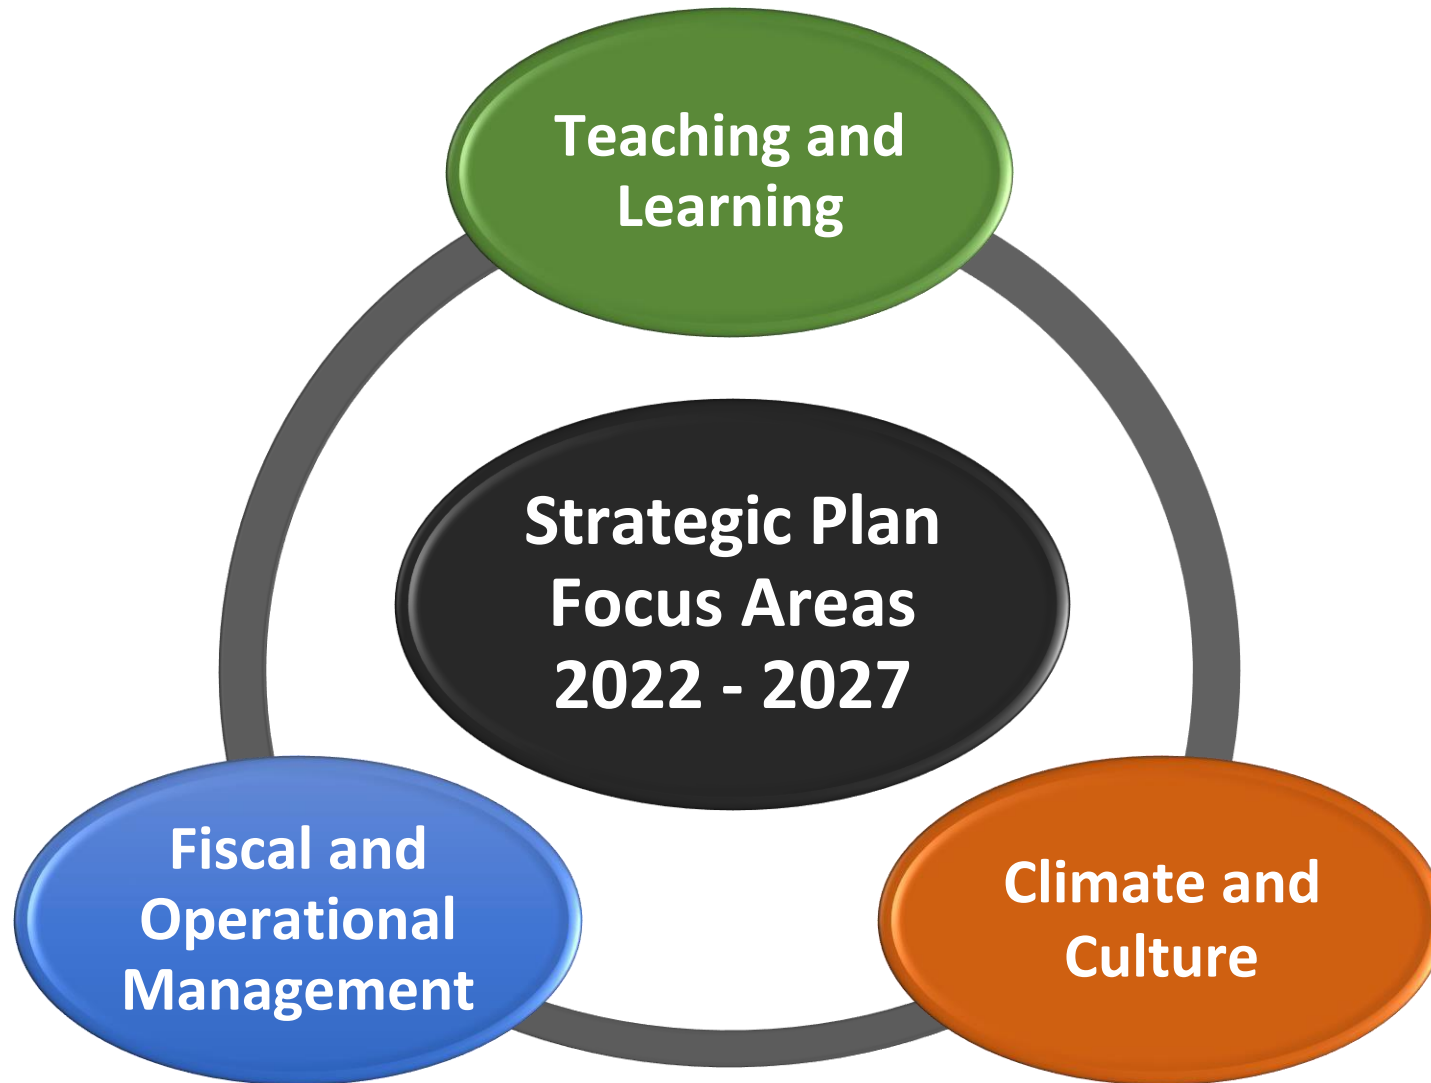 Teaching and
Learning
Strategic Plan
Focus Areas
2022 - 2027
Fiscal and
Operational
Management
Climate and
Culture